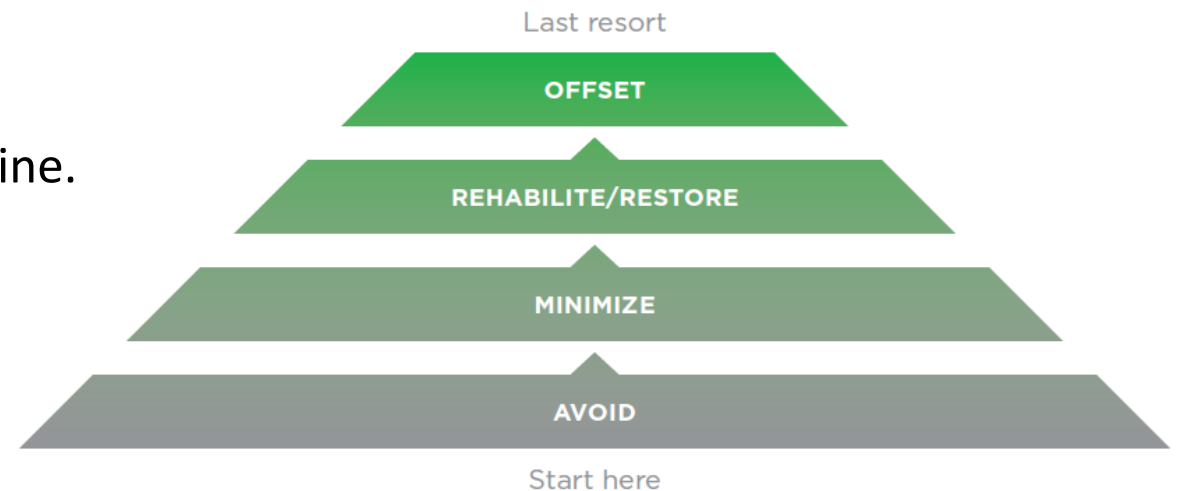 Last resort
OFFSET
ine.
REHABILITE/RESTORE
MINIMIZE
AVOID
Start here